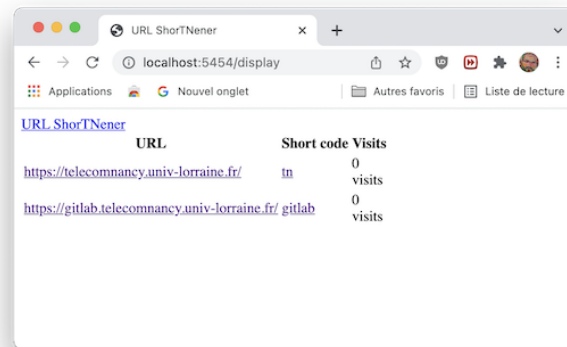 URL ShorTNener
localhost:5454/display
Applications Nouvel onglet Autres favoris Liste de lecture
URL ShorTNener
URL Short code Visits
https://telecomnancy.univ-lorraine.fr/ tn 0 visits
https://gitlab.telecomnancy.univ-lorraine.fr/ gitlab 0 visits